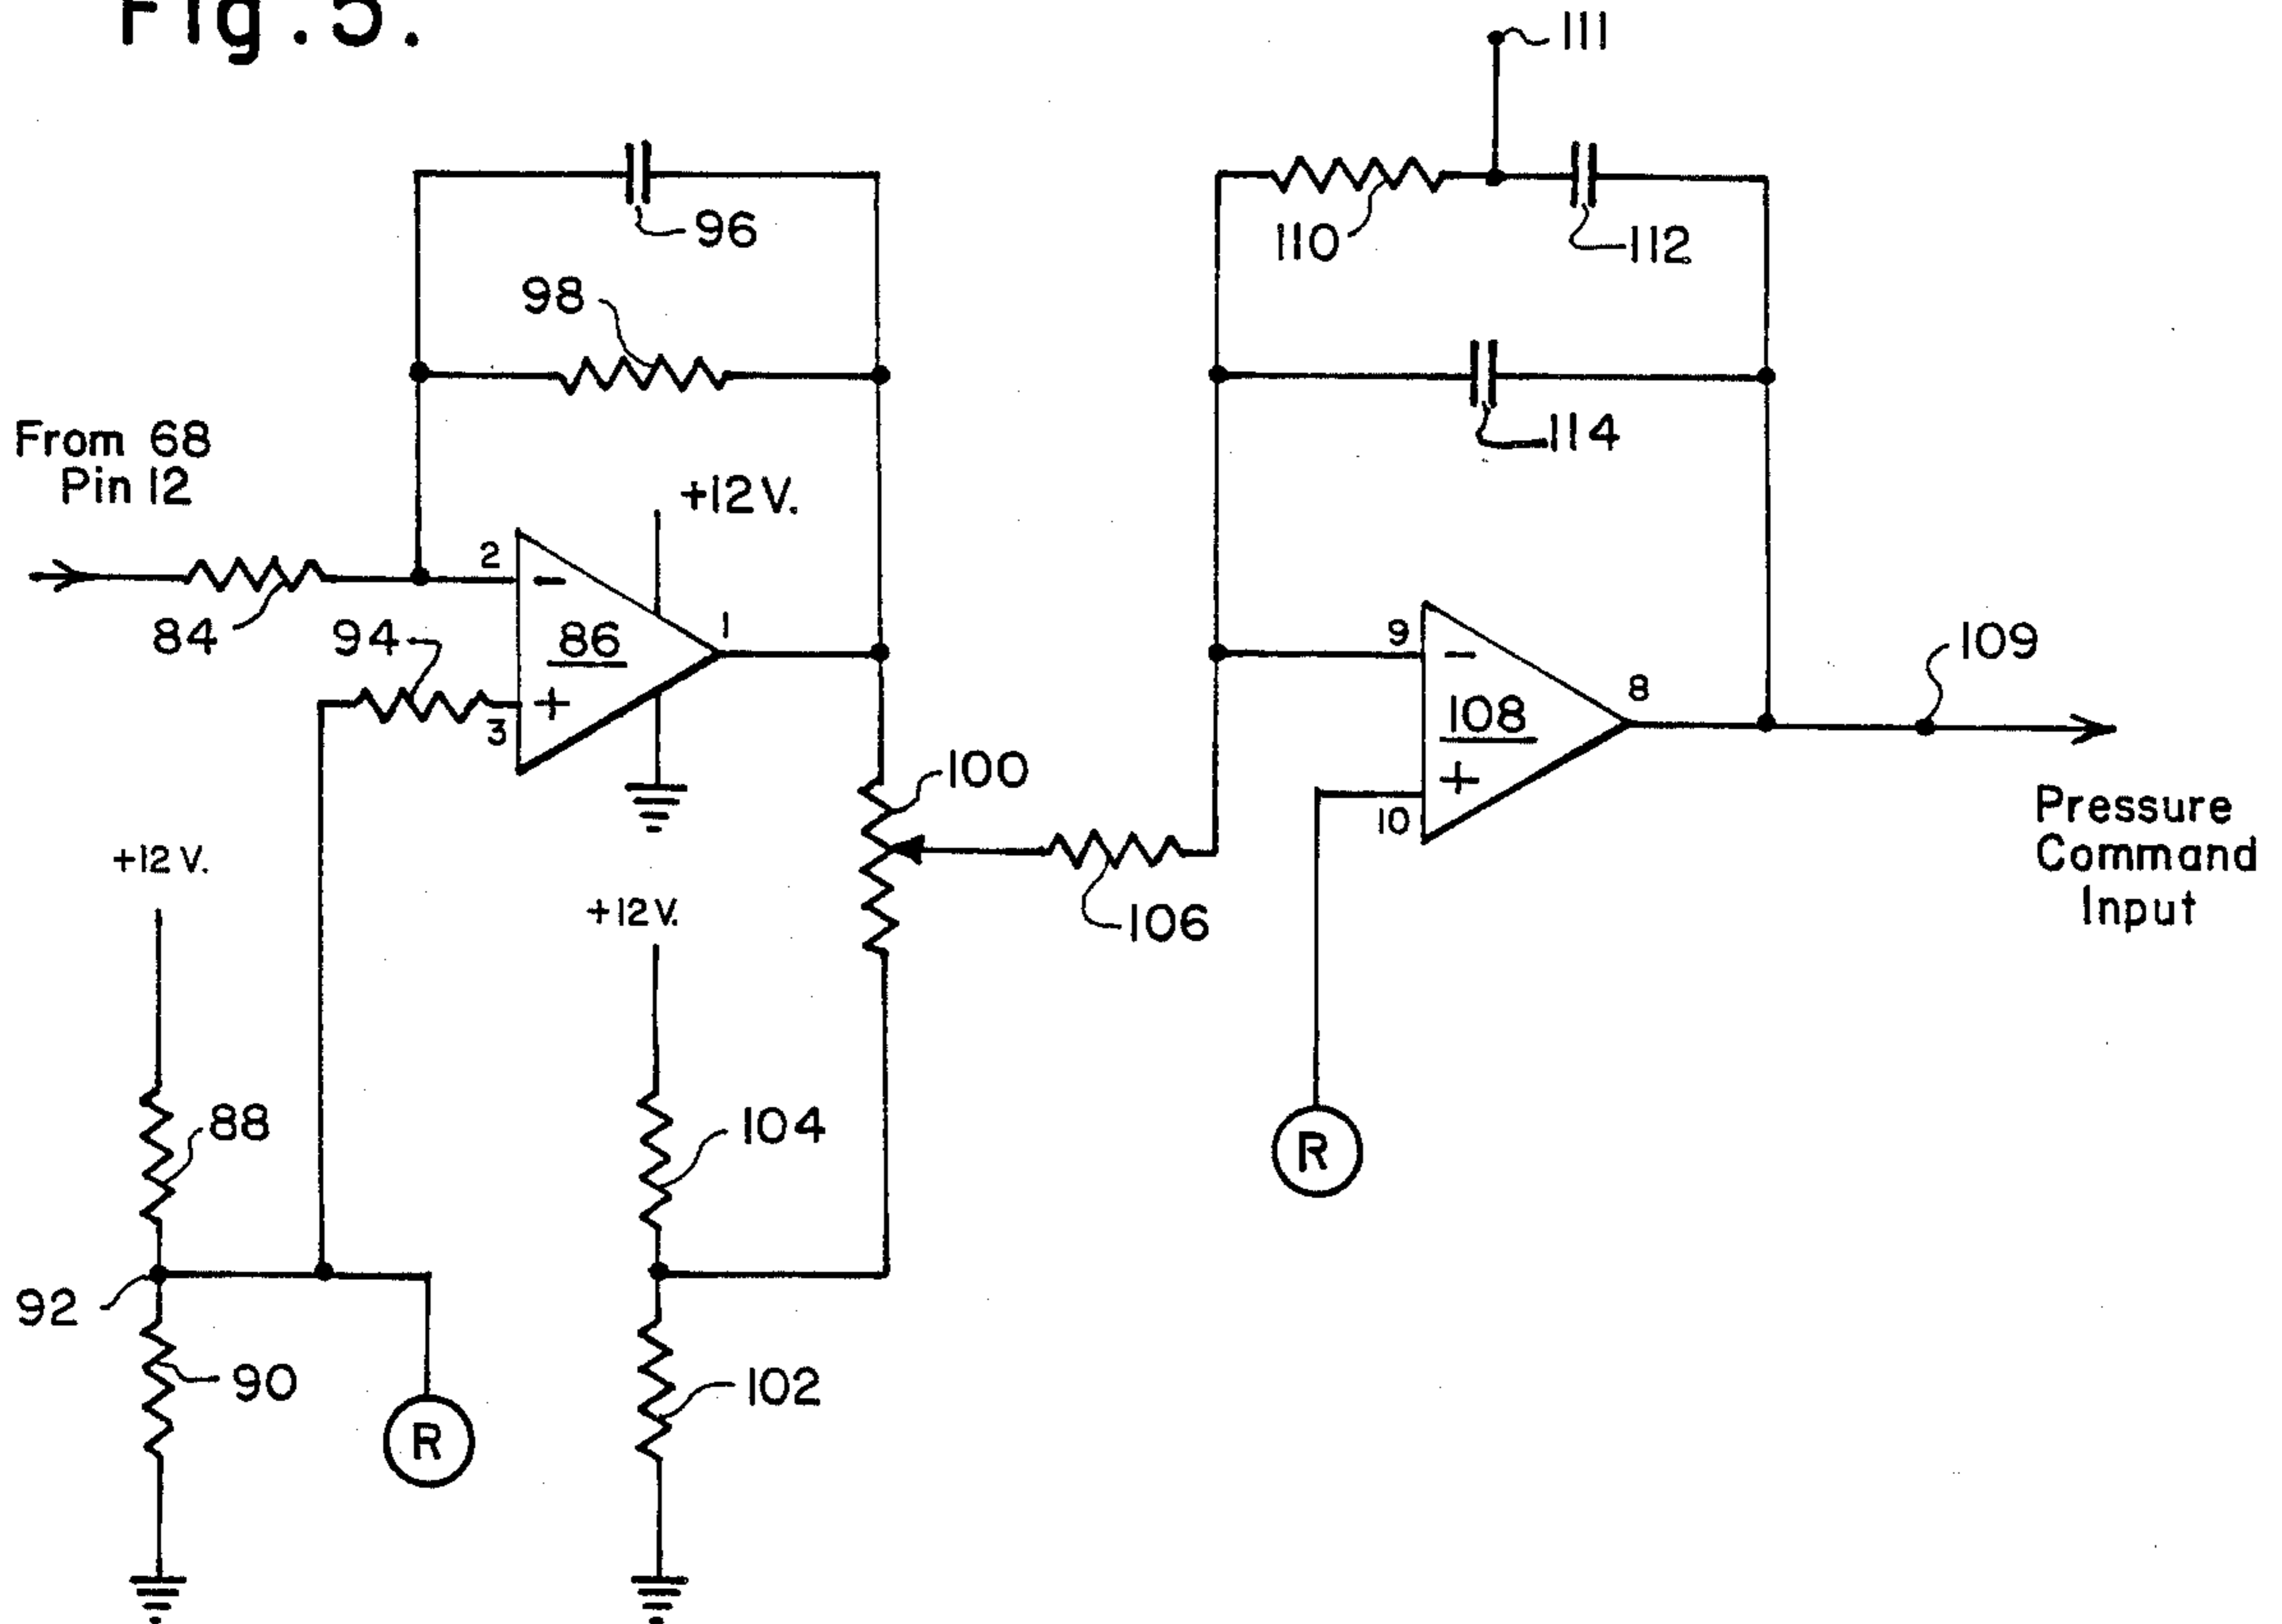 Fig.5.
111
96
110
112
98
114
From 68
Pin 12
+12V.
2
-
84
94
86
1
+
3
9
-
108
8
109
+
10
100
Pressure
Command
Input
+12V.
+12V.
106
88
104
R
92
90
102
R